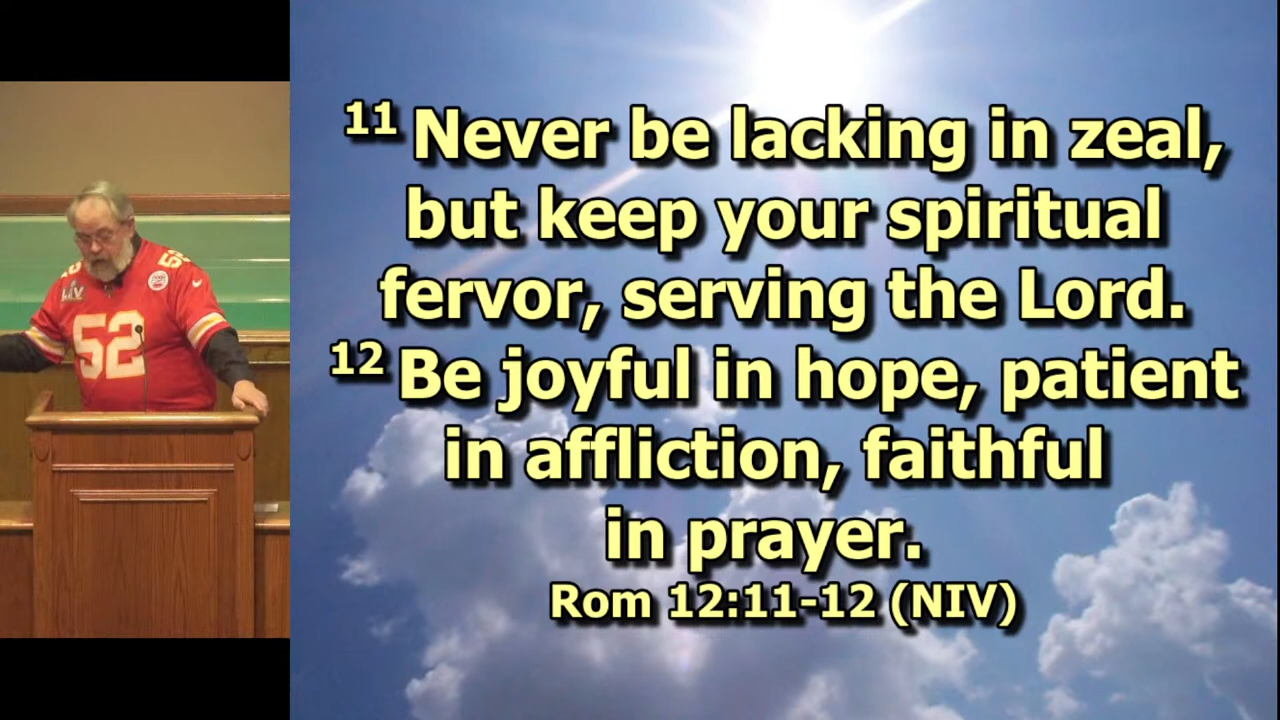 11 Never be lacking in zeal,
but keep your spiritual
fervor, serving the Lord.
12 Be joyful in hope, patient
in affliction, faithful
in prayer.
Rom 12:11-12 (NIV)
LIV
52